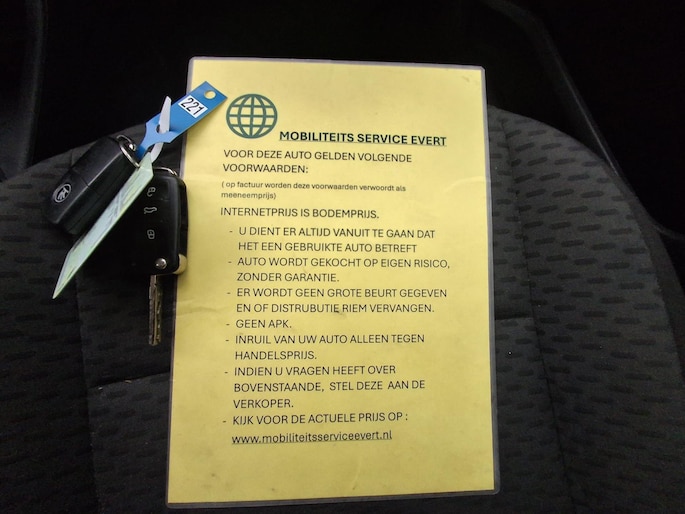 221
MOBILITEITS SERVICE EVERT
VOOR DEZE AUTO GELDEN VOLGENDE
VOORWAARDEN:
( op factuur worden deze voorwaarden verwoordt als
meeneemprijs)
INTERNETPRIJS IS BODEMPRIJS.
- U DIENT ER ALTIJD VANUIT TE GAAN DAT
HET EEN GEBRUIKTE AUTO BETREFT
- AUTO WORDT GEKOCHT OP EIGEN RISICO,
ZONDER GARANTIE.
- ER WORDT GEEN GROTE BEURT GEGEVEN
EN OF DISTRUBUTIE RIEM VERVANGEN.
- GEEN APK.
- INRUIL VAN UW AUTO ALLEEN TEGEN
HANDELSPRIJS.
- INDIEN U VRAGEN HEEFT OVER
BOVENSTAANDE, STEL DEZE AAN DE
VERKOPER.
- KIJK VOOR DE ACTUELE PRIJS OP :
www.mobiliteitsserviceevert.nl